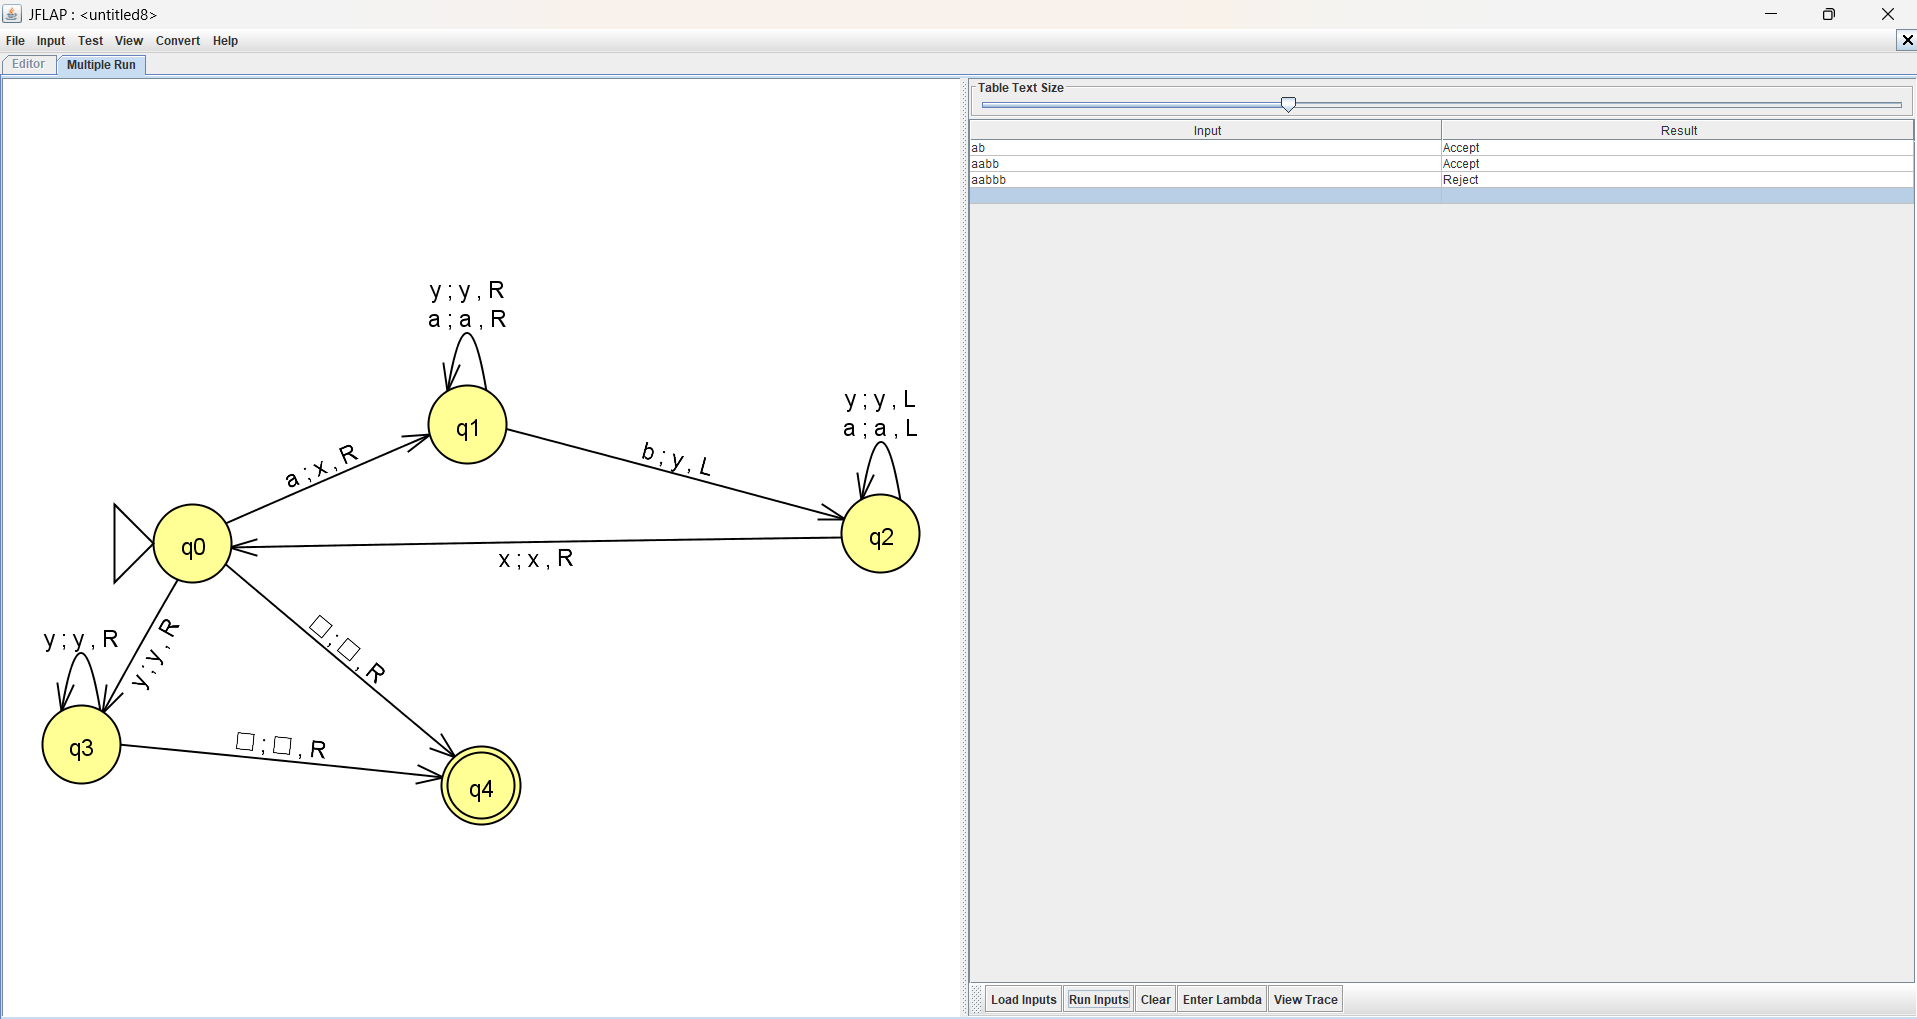 JFLAP : <untitled8>
File Input Test View Convert Help
Editor Multiple Run
Table Text Size
Input Result
ab Accept
aabb Accept
aabbb Reject
y ; y , R
a ; a , R
q1
y ; y , L
a ; a , L
a ; x , R
b ; y , L
q0
q2
x ; x , R
y ; y , R
y ; y , R
□ ; □ , R
q3
□ ; □ , R
q4
Load Inputs Run Inputs Clear Enter Lambda View Trace